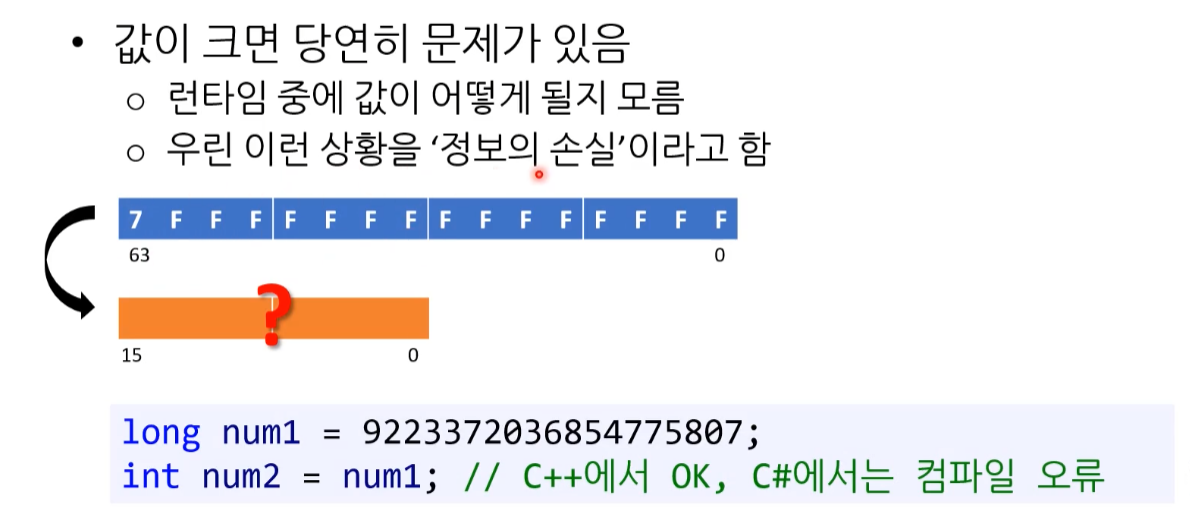 • 값이 크면 당연히 문제가 있음
○ 런타임 중에 값이 어떻게 될지 모름
○ 우린 이런 상황을 ‘정보의 손실’이라고 함
7 F F F F F F F F F F F F F F F
63 0
?
15 0
long num1 = 9223372036854775807;
int num2 = num1; // C++에서 OK, C#에서는 컴파일 오류